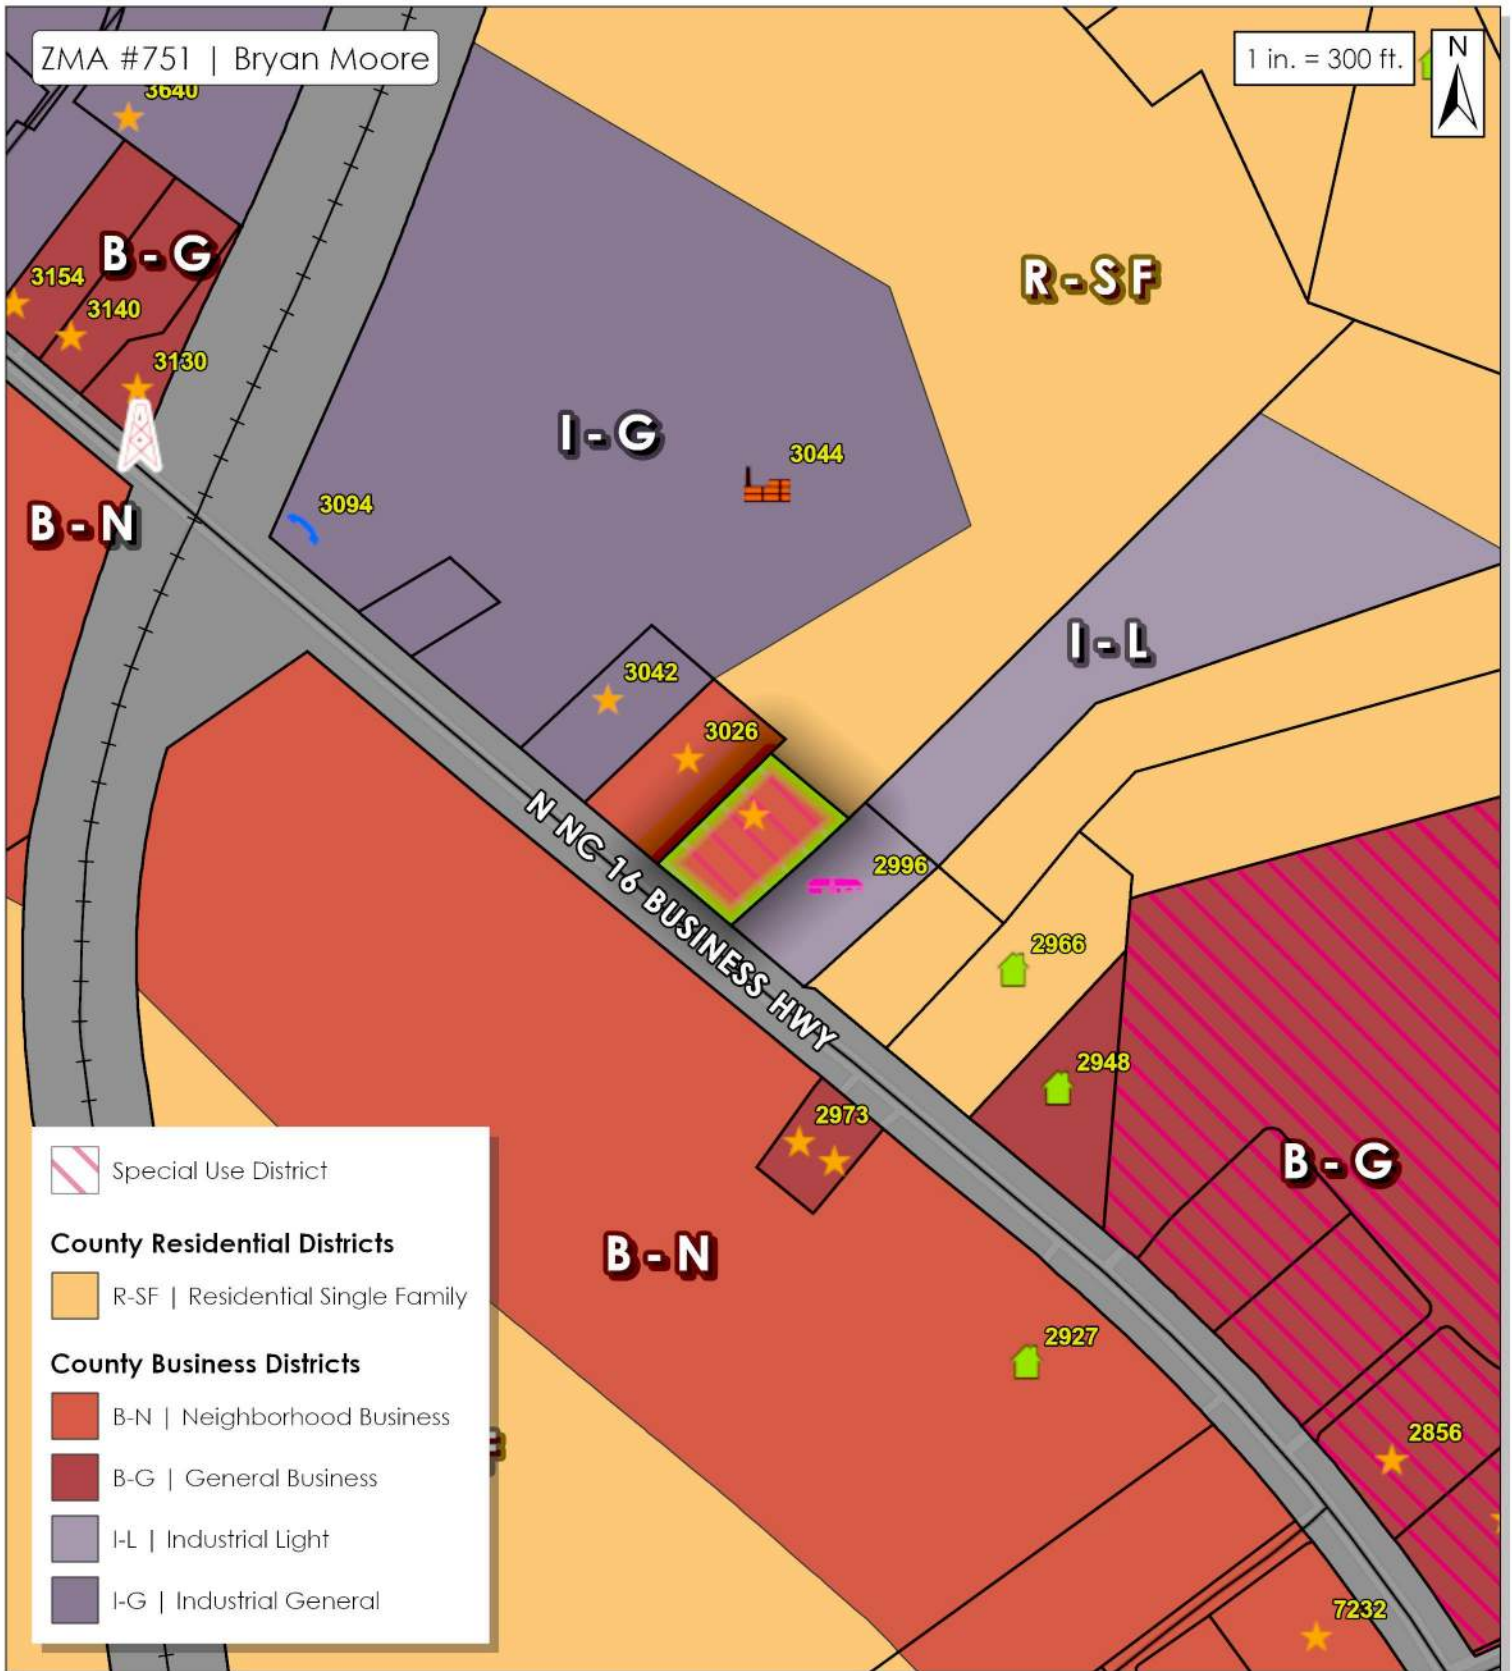 ZMA #751 | Bryan Moore
1 in. = 300 ft.
N
3640
B - G
3154
3140
3130
R - S F
I - G
3044
3094
B - N
I - L
3042
3026
N NC 16 BUSINESS HWY
2996
2966
2948
2973
B - G
B - N
2927
2856
7232
Special Use District
County Residential Districts
R-SF | Residential Single Family
County Business Districts
B-N | Neighborhood Business
B-G | General Business
I-L | Industrial Light
I-G | Industrial General